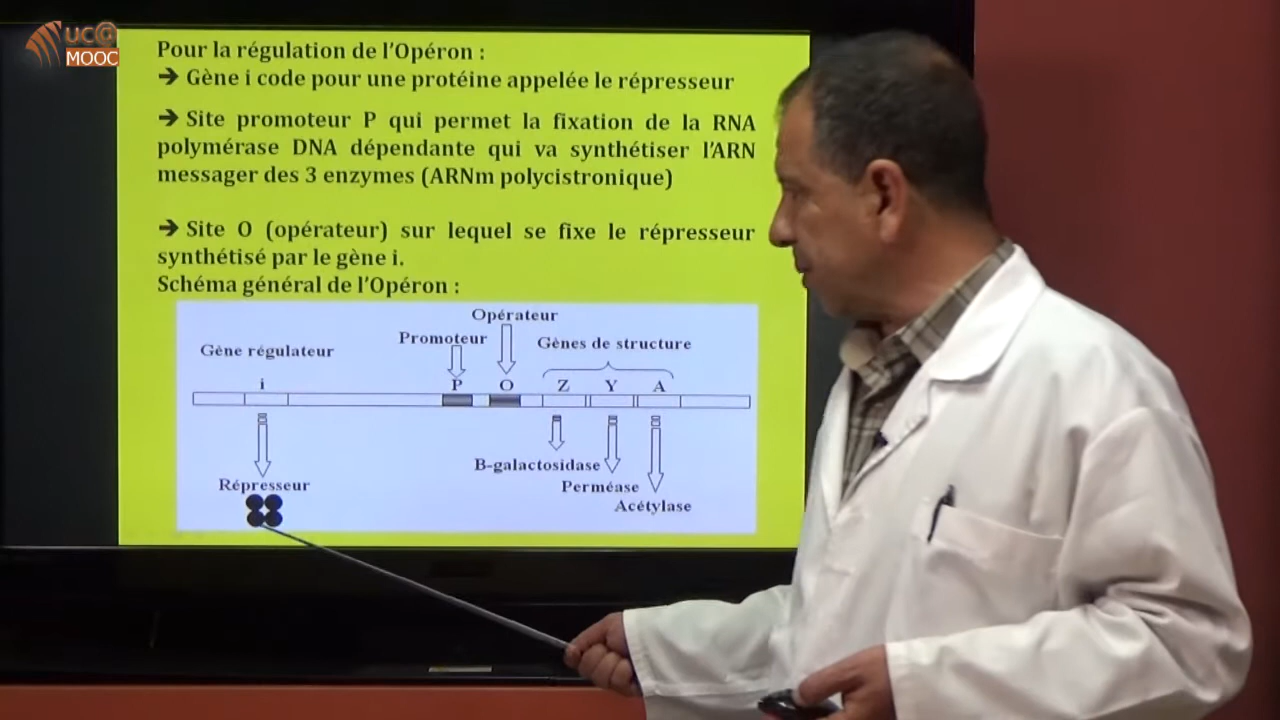 UC@
MOOC
Pour la régulation de l'Opéron :
➔ Gène i code pour une protéine appelée le répresseur
➔ Site promoteur P qui permet la fixation de la RNA
polymérase DNA dépendante qui va synthétiser l'ARN
messager des 3 enzymes (ARNm polycistronique)
➔ Site O (opérateur) sur lequel se fixe le répresseur
synthétisé par le gène i.
Schéma général de l'Opéron :
Opérateur
Promoteur
Gènes de structure
Gène régulateur
i P O Z Y A
B-galactosidase
Perméase
Répresseur
Acétylase